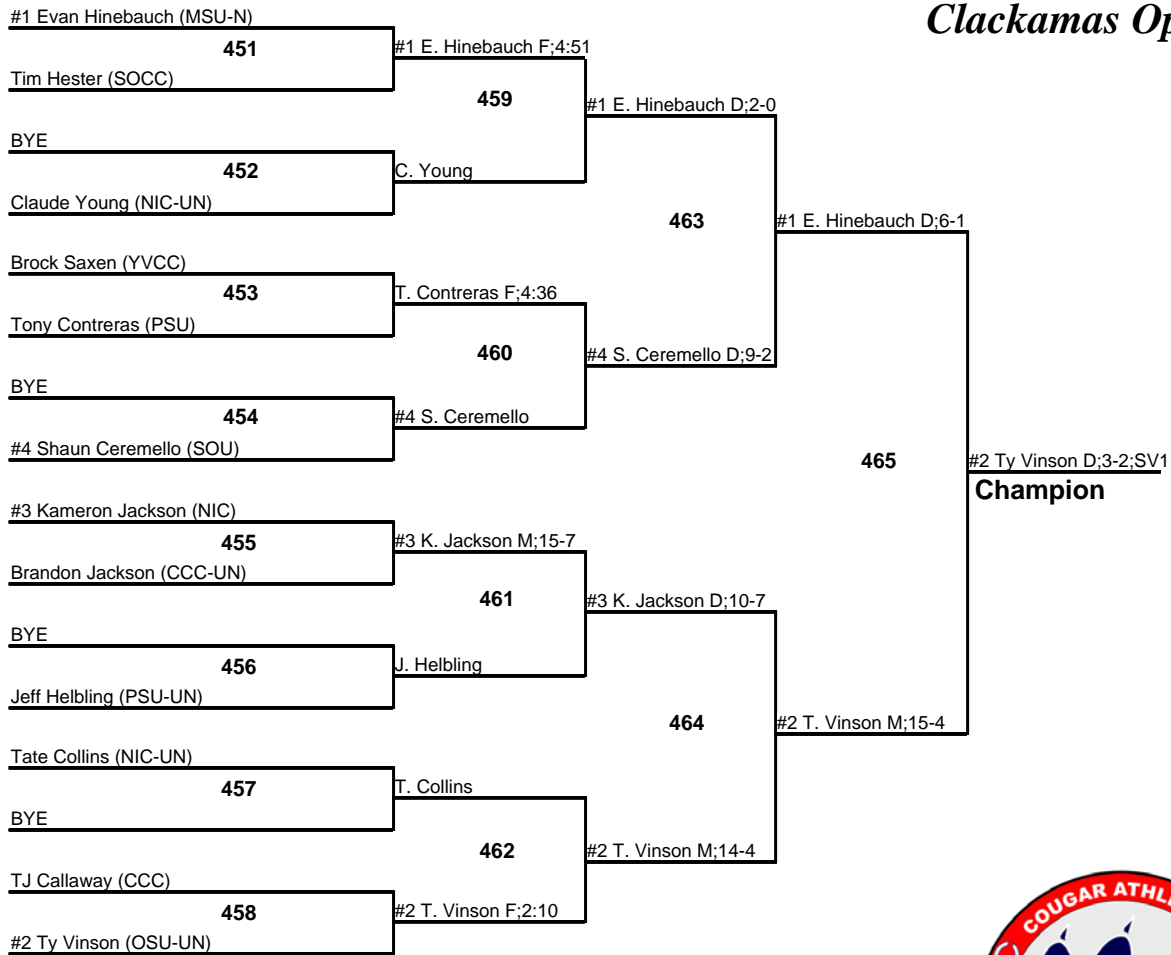 Clackamas Op
#1 Evan Hinebauch (MSU-N)
451
Tim Hester (SOCC)
#1 E. Hinebauch F;4:51
459
BYE
452
Claude Young (NIC-UN)
C. Young
#1 E. Hinebauch D;2-0
463
Brock Saxen (YVCC)
453
Tony Contreras (PSU)
T. Contreras F;4:36
460
BYE
454
#4 Shaun Ceremello (SOU)
#4 S. Ceremello
#4 S. Ceremello D;9-2
#1 E. Hinebauch D;6-1
465
#3 Kameron Jackson (NIC)
455
Brandon Jackson (CCC-UN)
#3 K. Jackson M;15-7
461
BYE
456
Jeff Helbling (PSU-UN)
J. Helbling
#3 K. Jackson D;10-7
464
Tate Collins (NIC-UN)
457
BYE
T. Collins
462
TJ Callaway (CCC)
458
#2 Ty Vinson (OSU-UN)
#2 T. Vinson F;2:10
#2 T. Vinson M;14-4
#2 T. Vinson M;15-4
#2 Ty Vinson D;3-2;SV1
Champion
COUGAR ATHL